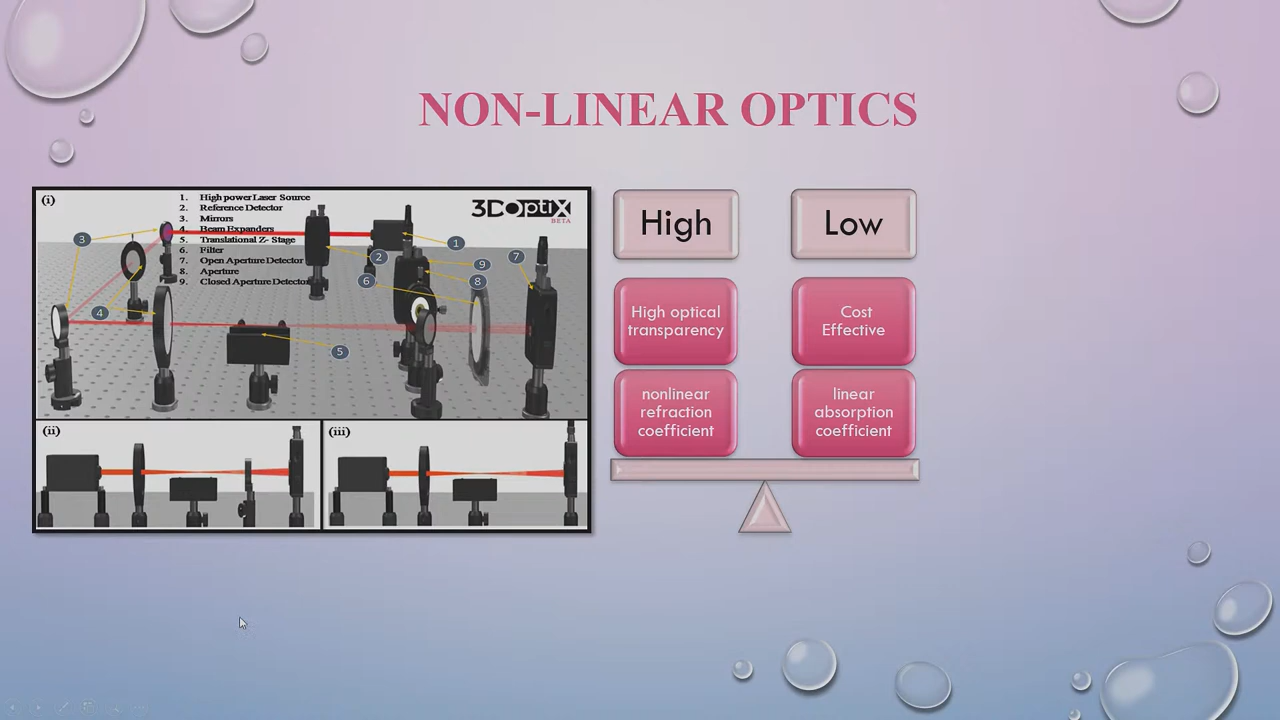 NON-LINEAR OPTICS
(i)
1. High power Laser Source
2. Reference Detector
3. Mirrors
4. Beam Expanders
5. Translational Z- Stage
6. Filter
7. Open Aperture Detector
8. Aperture
9. Closed Aperture Detector
3DOptiX
BETA
3
1
2
9
7
6
8
4
5
(ii)
(iii)
High
Low
High optical
transparency
Cost
Effective
nonlinear
refraction
coefficient
linear
absorption
coefficient